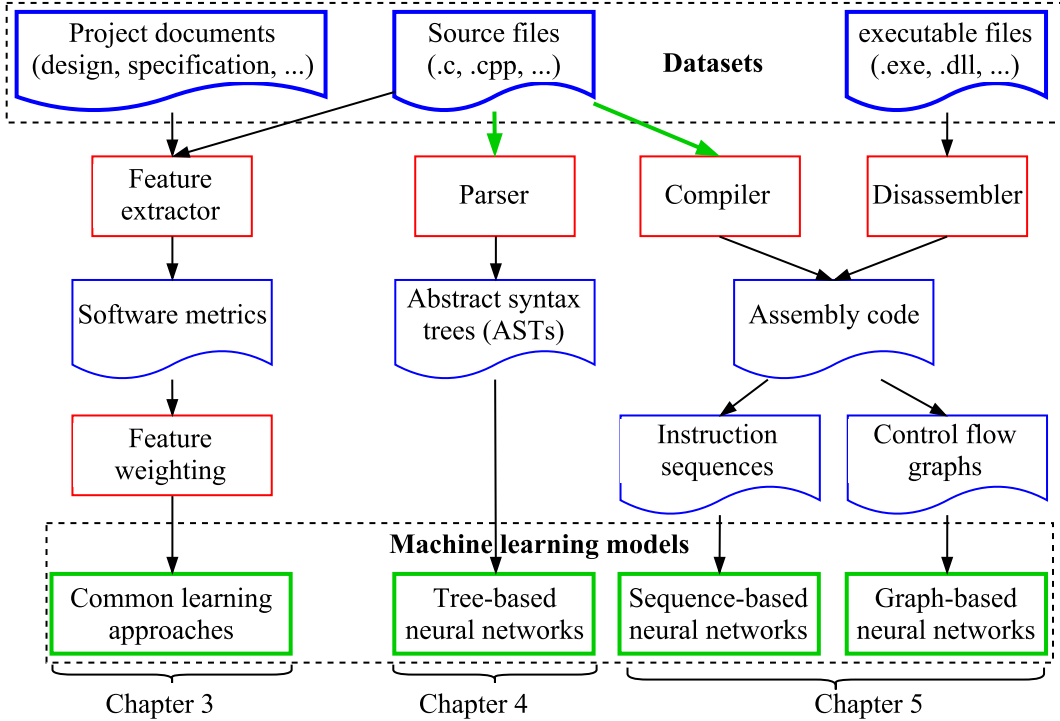 Project documents
(design, specification, ...)
Source files
(.c, .cpp, ...)
Datasets
executable files
(.exe, .dll, ...)
Feature
extractor
Parser
Compiler
Disassembler
Software metrics
Abstract syntax
trees (ASTs)
Assembly code
Feature
weighting
Instruction
sequences
Control flow
graphs
Machine learning models
Common learning
approaches
Tree-based
neural networks
Sequence-based
neural networks
Graph-based
neural networks
Chapter 3
Chapter 4
Chapter 5